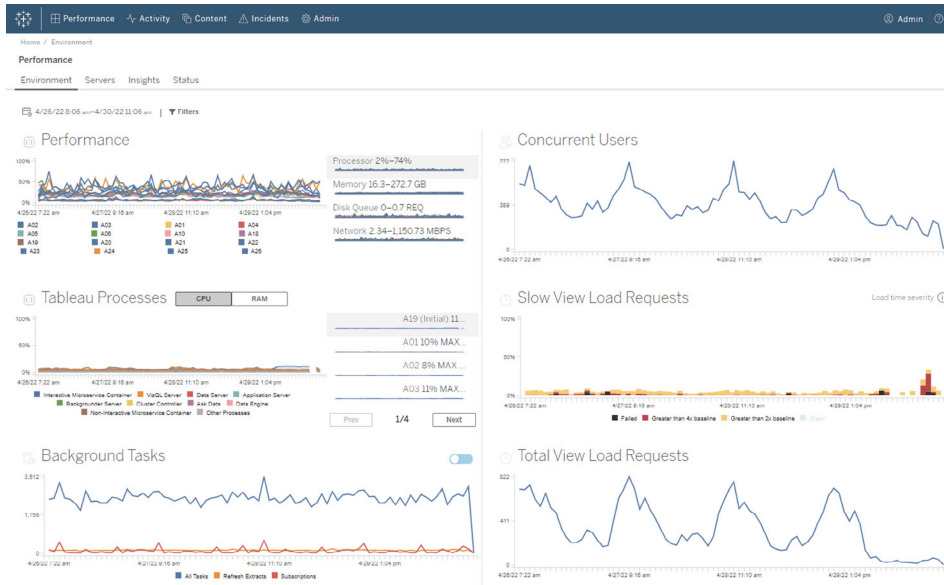 Performance Activity Content Incidents Admin Admin
Home / Environment
Performance
Environment Servers Insights Status
4/26/22 8:06 am–4/30/22 11:06 am | Filters
Performance
100%
50%
0%
4/26/22 7:22 am 4/27/22 9:16 am 4/28/22 11:10 am 4/29/22 1:04 pm
A02 A03 A01 A04
A05 A06 A10 A18
A19 A20 A21 A22
A23 A24 A25 A26
Processor 2%–74%
Memory 16.3–272.7 GB
Disk Queue 0–0.7 REQ
Network 2.34–1,150.73 MBPS
Concurrent Users
777
389
0
4/26/22 7:22 am 4/27/22 9:16 am 4/28/22 11:10 am 4/29/22 1:04 pm
Tableau Processes CPU RAM
100%
50%
0%
4/26/22 7:22 am 4/27/22 9:16 am 4/28/22 11:10 am 4/29/22 1:04 pm
Interactive Microservice Container VizQL Server Data Server Application Server
Backgrounder Server Cluster Controller Ask Data Data Engine
Non-Interactive Microservice Container Other Processes
A19 (Initial) 11...
A01 10% MAX...
A02 8% MAX...
A03 11% MAX...
Prev 1/4 Next
Slow View Load Requests Load time severity
100%
50%
0%
4/26/22 7:22 am 4/27/22 9:16 am 4/28/22 11:10 am 4/29/22 1:04 pm
Failed Greater than 4x baseline Greater than 2x baseline Green
Background Tasks
3,512
1,756
0
4/26/22 7:22 am 4/27/22 9:16 am 4/28/22 11:10 am 4/29/22 1:04 pm
All Tasks Refresh Extracts Subscriptions
Total View Load Requests
822
411
0
4/26/22 7:22 am 4/27/22 9:16 am 4/28/22 11:10 am 4/29/22 1:04 pm